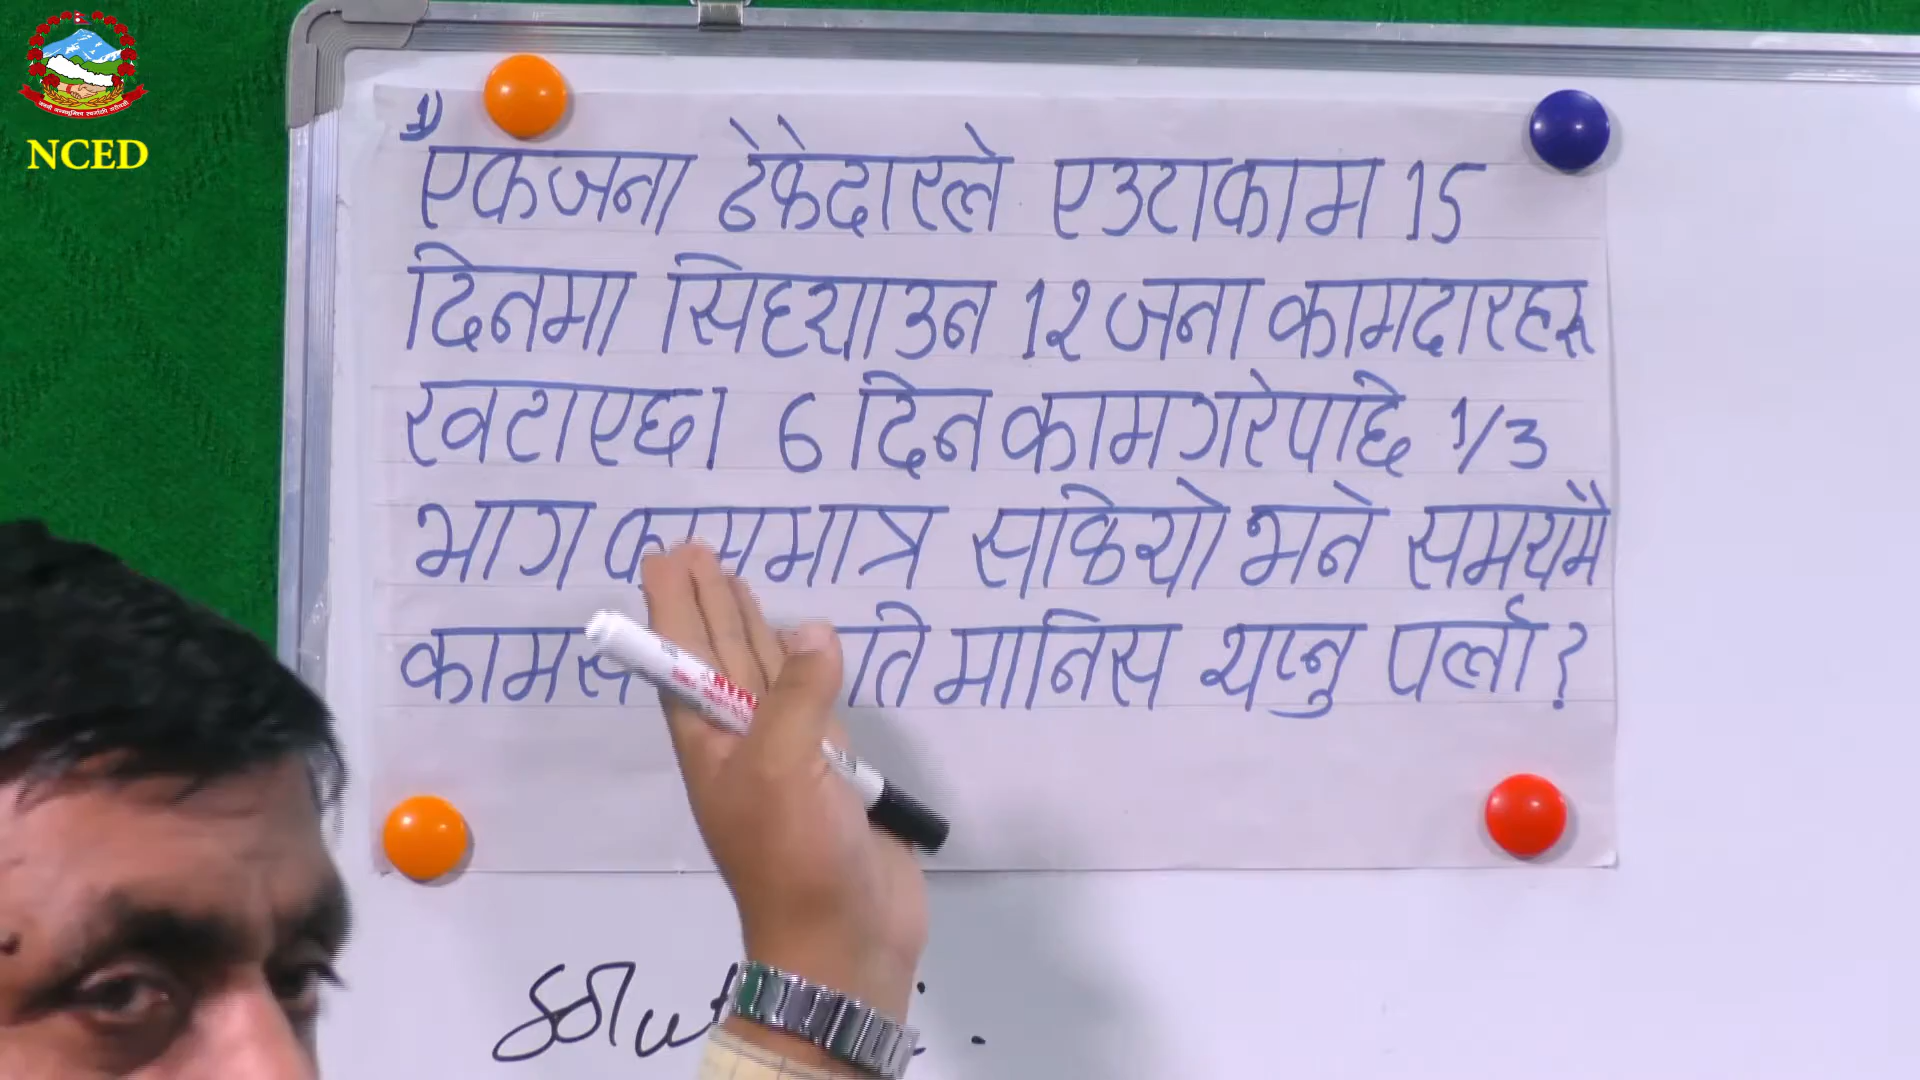 NCED
1)
एकजना ठेकेदारले एउटा काम 15
दिनमा सिध्याउन 12 जना कामदारहरू
खटाएछ। 6 दिन काम गरेपछि 1/3
भाग काम मात्र सकियो भने समयमै
काम मानिस थप्नु पर्ला?